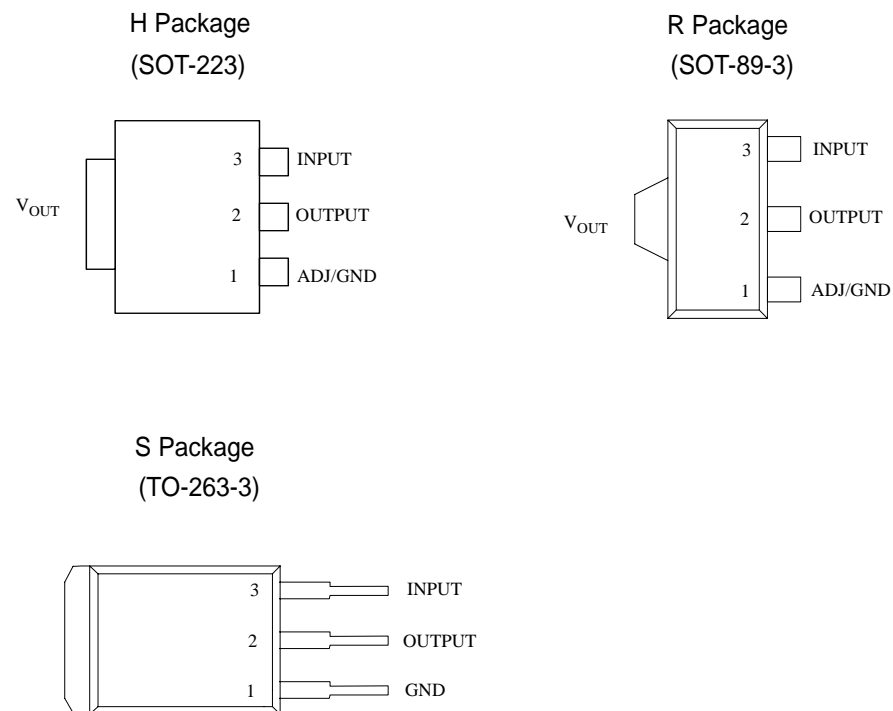 H Package
(SOT-223)
3 INPUT
VOUT
2 OUTPUT
1 ADJ/GND
R Package
(SOT-89-3)
3 INPUT
VOUT
2 OUTPUT
1 ADJ/GND
S Package
(TO-263-3)
3 INPUT
2 OUTPUT
1 GND